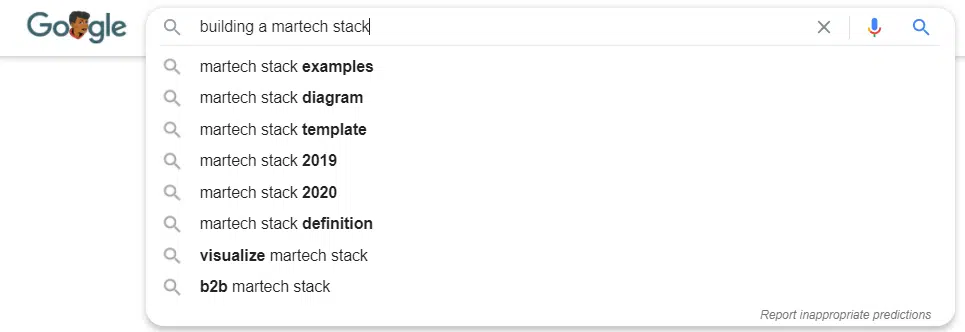 Google
building a martech stack
martech stack examples
martech stack diagram
martech stack template
martech stack 2019
martech stack 2020
martech stack definition
visualize martech stack
b2b martech stack
Report inappropriate predictions